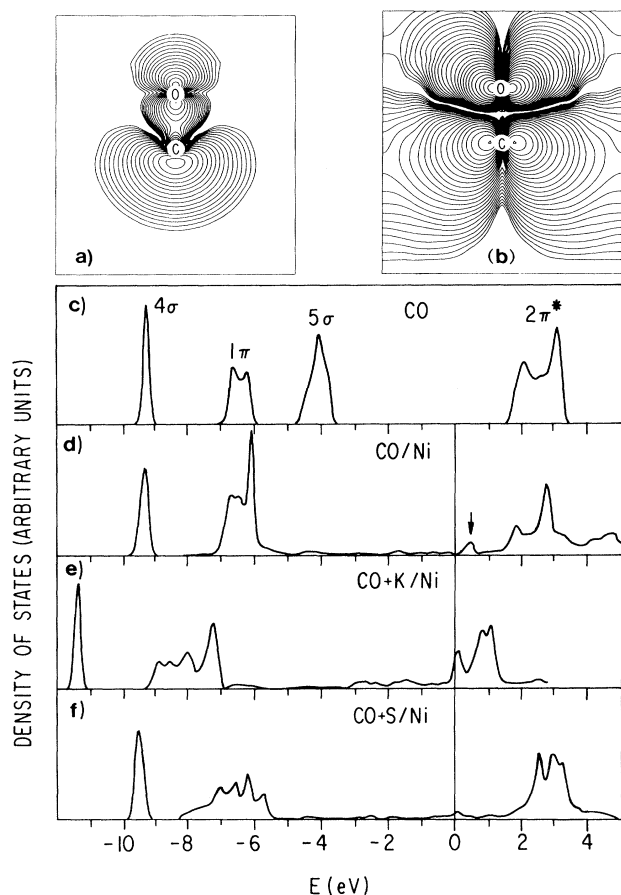 O
C
a)
O
C
(b)
DENSITY OF STATES (ARBITRARY UNITS)
c)
4σ
1π
5σ
CO
2π*
d)
CO/Ni
e)
CO+K/Ni
f)
CO+S/Ni
-10 -8 -6 -4 -2 0 2 4
E (eV)